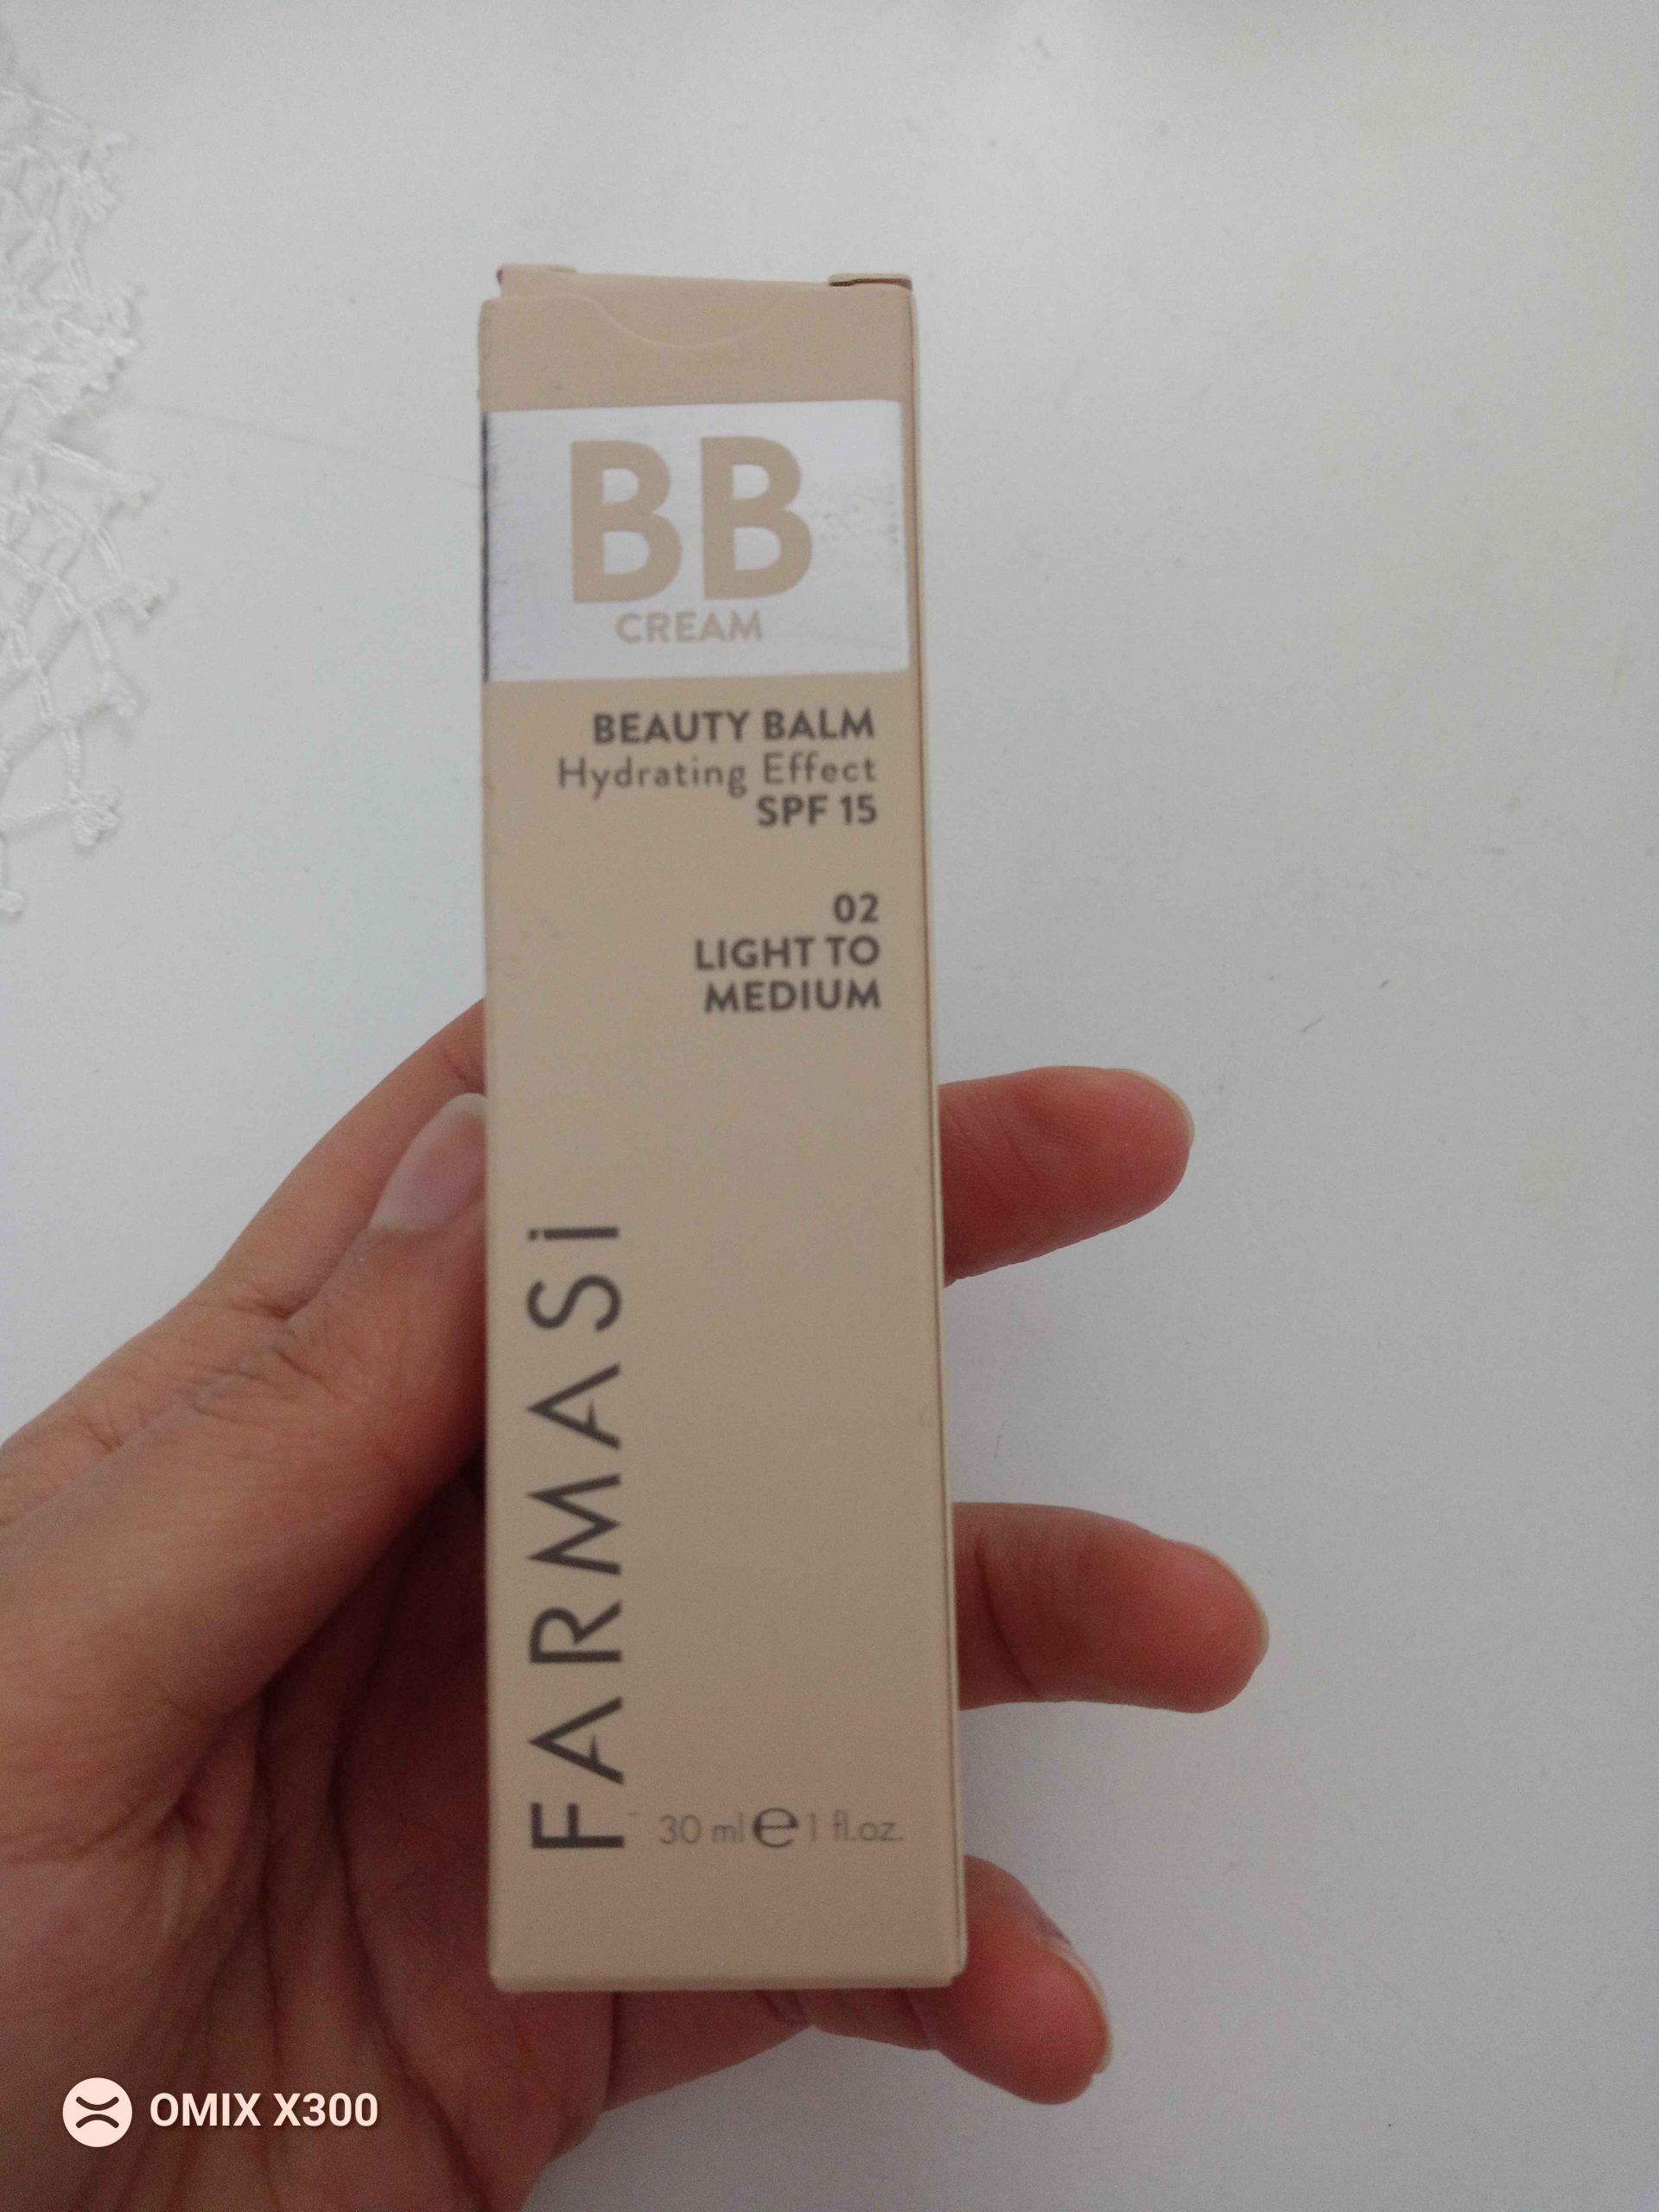 BB
CREAM
BEAUTY BALM
Hydrating Effect
SPF 15
02
LIGHT TO
MEDIUM
FARMASi
30 ml e 1 fl.oz.
OMIX X300